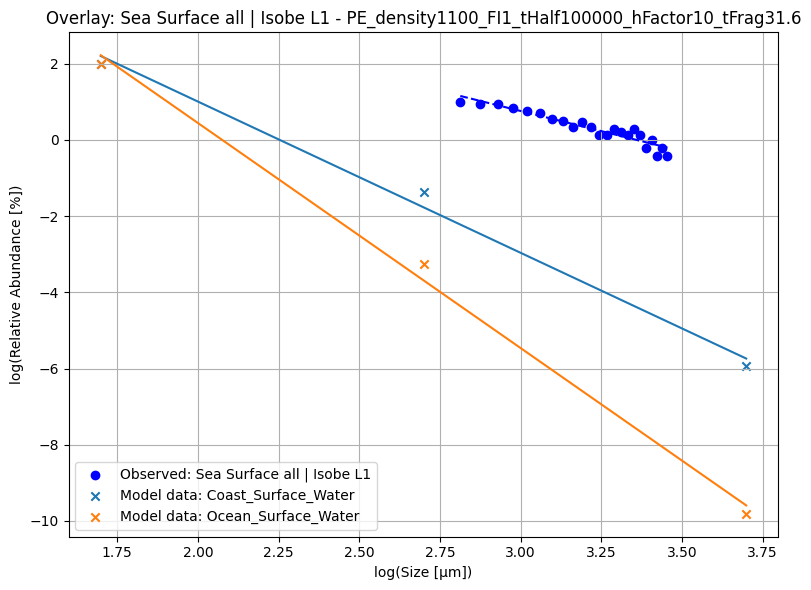 Overlay: Sea Surface all | Isobe L1 - PE_density1100_FI1_tHalf100000_hFactor10_tFrag31.6
log(Relative Abundance [%])
2
0
−2
−4
−6
−8
−10
Observed: Sea Surface all | Isobe L1
Model data: Coast_Surface_Water
Model data: Ocean_Surface_Water
1.75 2.00 2.25 2.50 2.75 3.00 3.25 3.50 3.75
log(Size [μm])